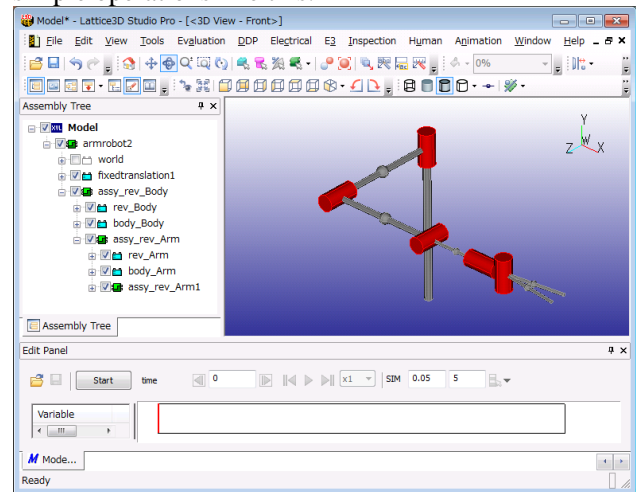 Model* - Lattice3D Studio Pro - [<3D View - Front>]
File Edit View Tools Evaluation DDP Electrical E3 Inspection Human Animation Window Help
0%
Assembly Tree
XVL Model
armrobot2
world
fixedtranslation1
assy_rev_Body
rev_Body
body_Body
assy_rev_Arm
rev_Arm
body_Arm
assy_rev_Arm1
Y
Z W X
Assembly Tree
Edit Panel
Start time 0 x1 SIM 0.05 5
Variable
M Mode...
Ready